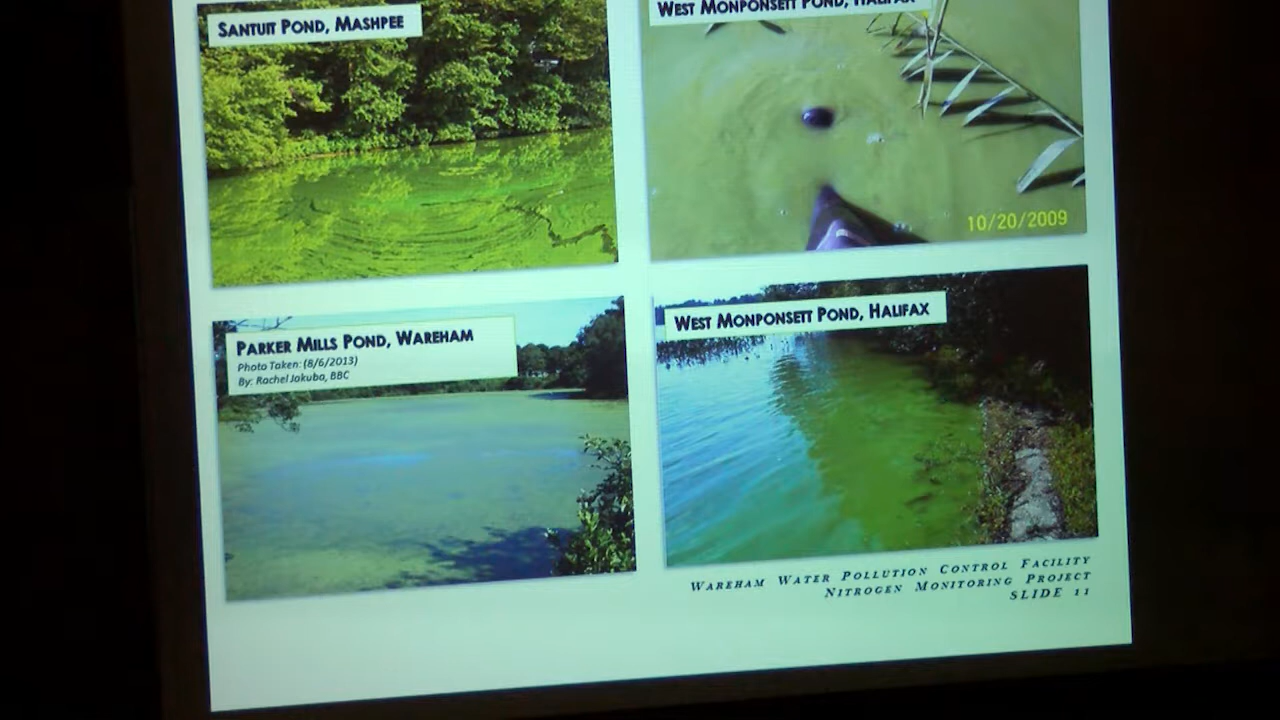 SANTUIT POND, MASHPEE
WEST MONPONSETT POND, HALIFAX
10/20/2009
PARKER MILLS POND, WAREHAM
Photo Taken: (8/6/2013)
By: Rachel Jakuba, BBC
WEST MONPONSETT POND, HALIFAX
WAREHAM WATER POLLUTION CONTROL FACILITY
NITROGEN MONITORING PROJECT
SLIDE 11